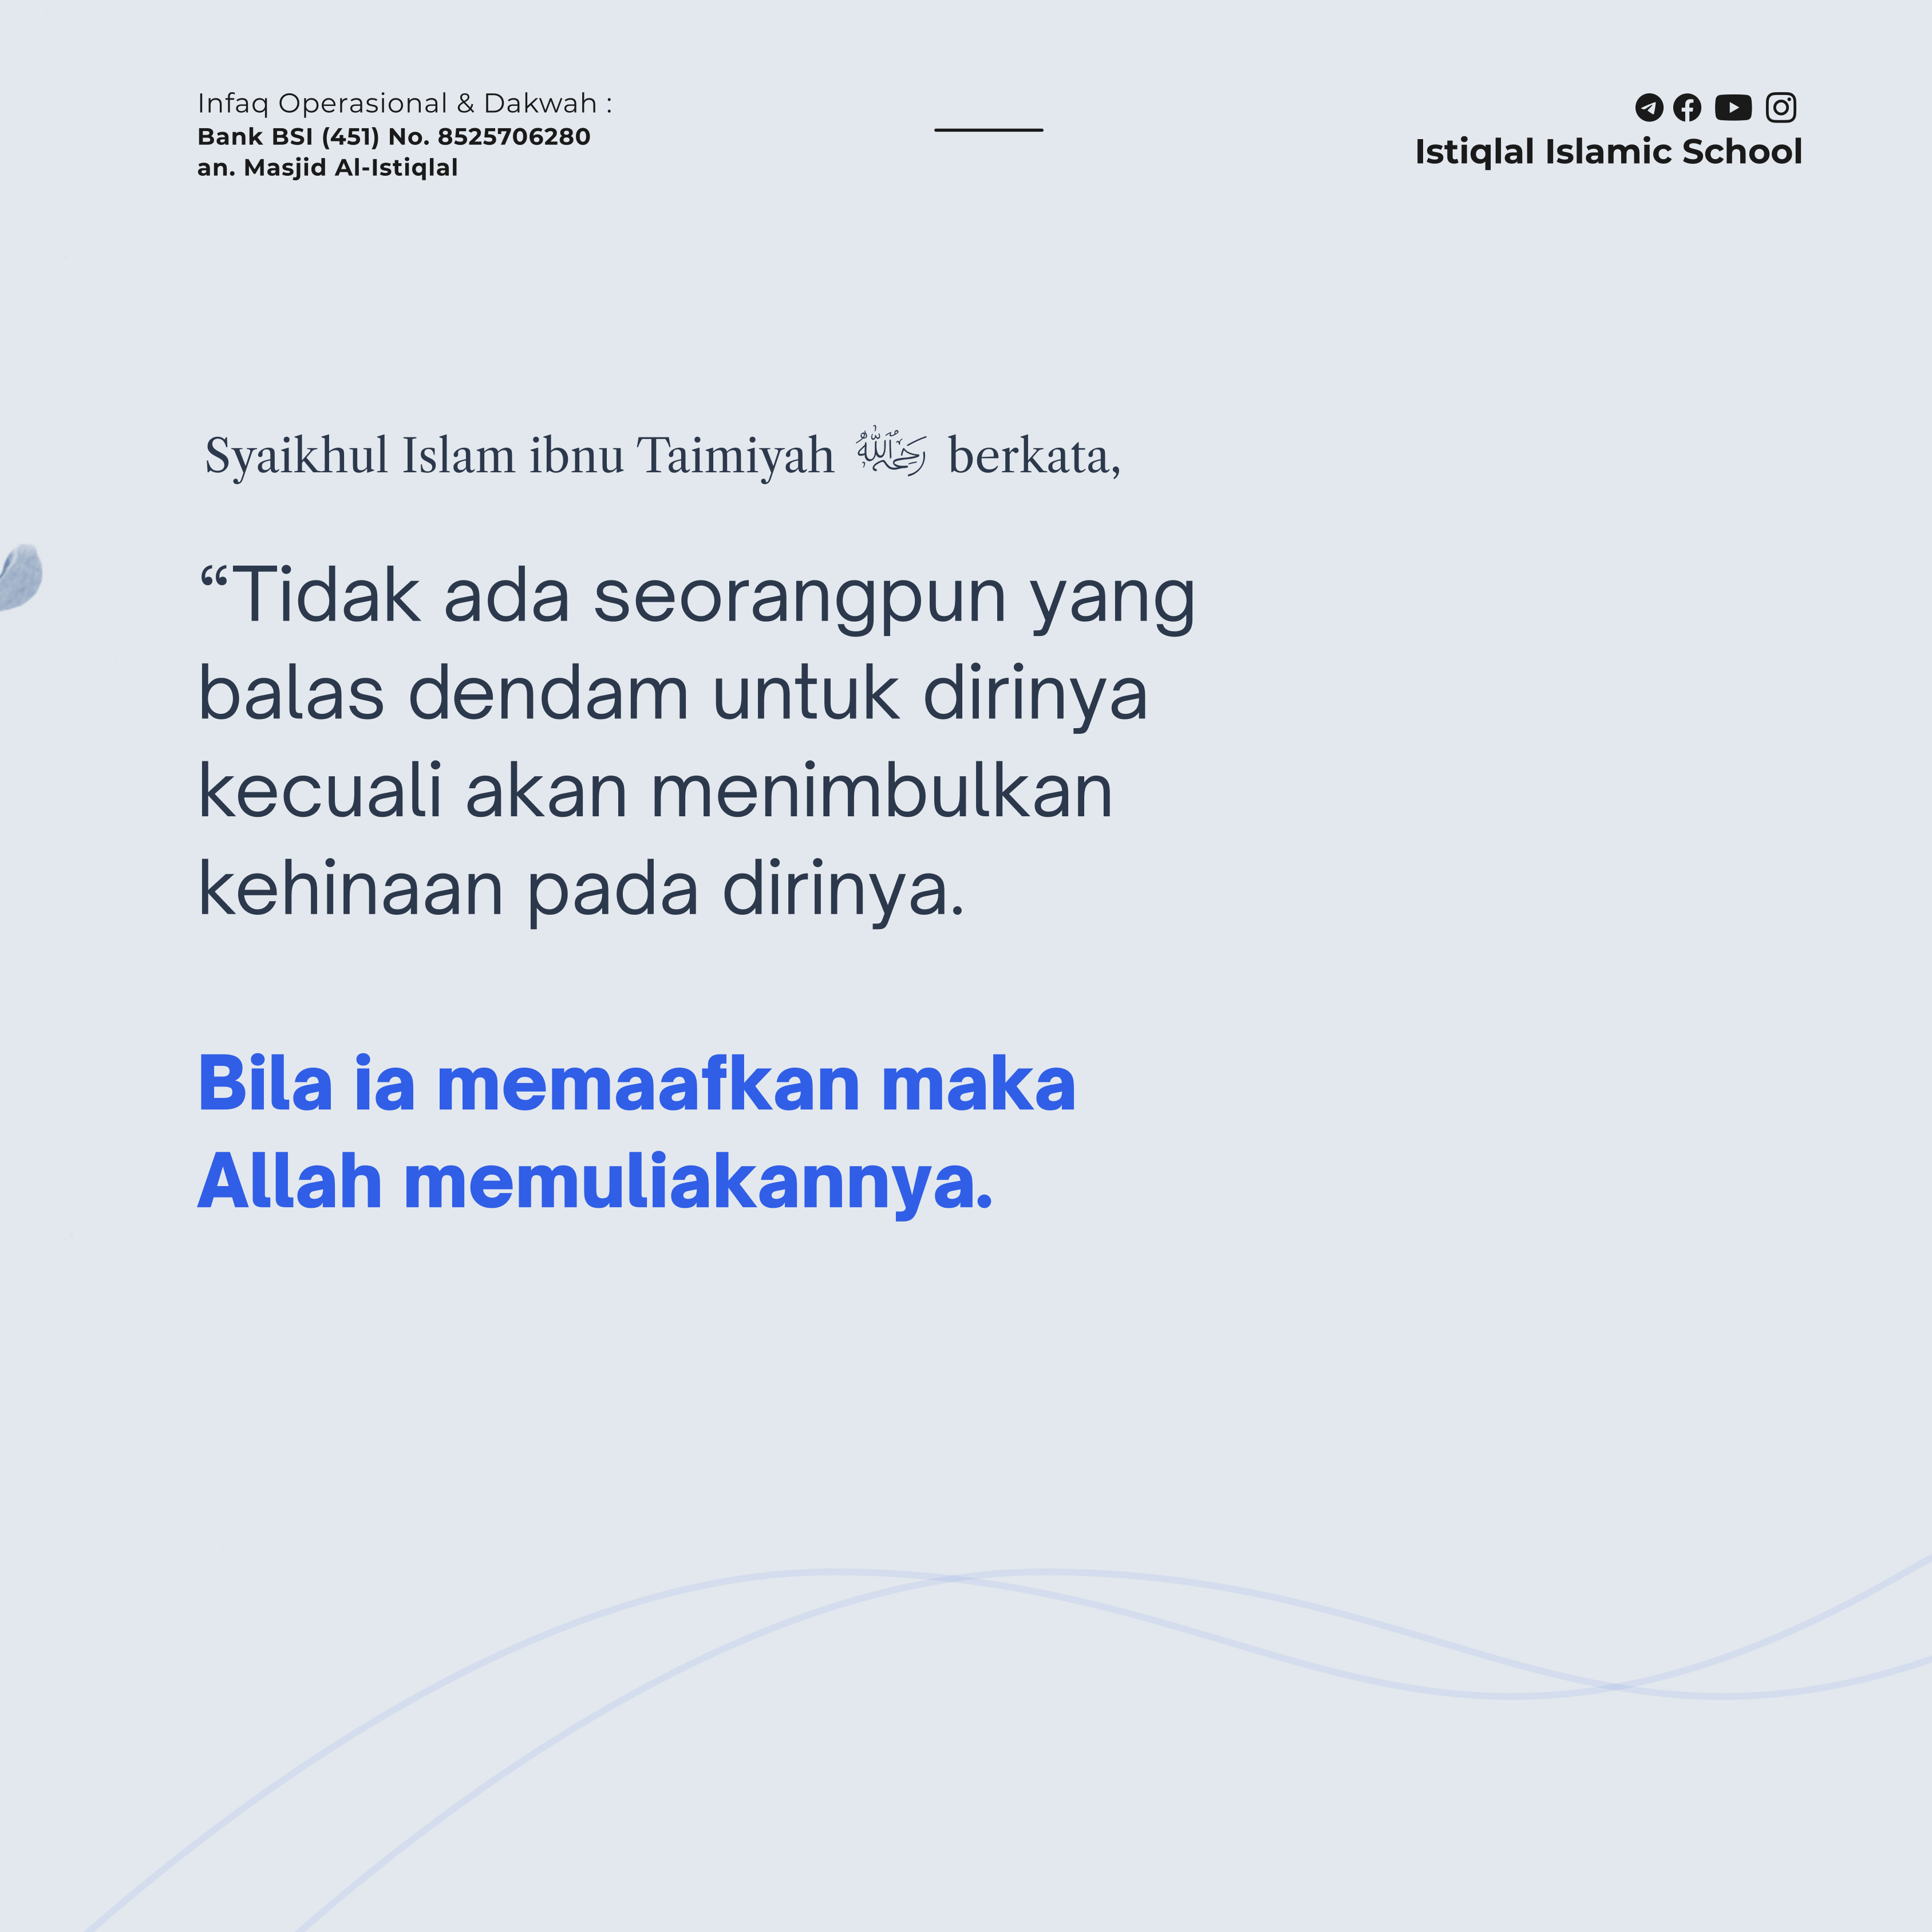 Infaq Operasional & Dakwah :
Bank BSI (451) No. 8525706280
an. Masjid Al-Istiqlal
Istiqlal Islamic School
Syaikhul Islam ibnu Taimiyah رَحِمَهُ اللهُ berkata,
“Tidak ada seorangpun yang
balas dendam untuk dirinya
kecuali akan menimbulkan
kehinaan pada dirinya.
Bila ia memaafkan maka
Allah memuliakannya.